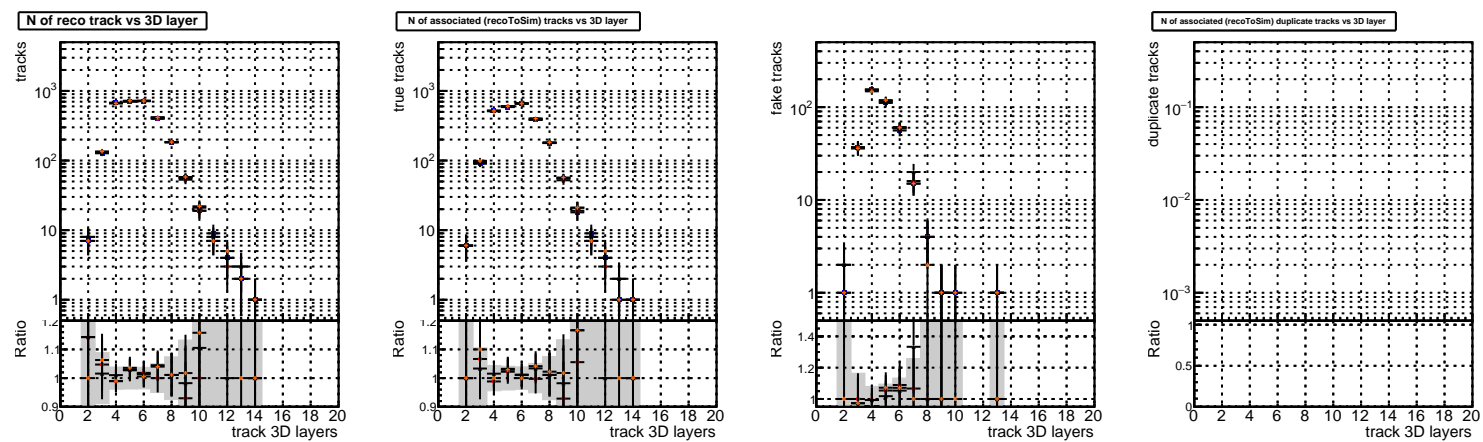 N of reco track vs 3D layer
tracks
10³
10²
10
1
Ratio
1.2
1.1
1
0.9
0 2 4 6 8 10 12 14 16 18 20
track 3D layers
N of associated (recoToSim) tracks vs 3D layer
true tracks
10³
10²
10
1
Ratio
1.2
1.1
1
0.9
0 2 4 6 8 10 12 14 16 18 20
track 3D layers
fake tracks
10²
10
1
Ratio
1.4
1.2
1
0 2 4 6 8 10 12 14 16 18 20
track 3D layers
N of associated (recoToSim) duplicate tracks vs 3D layer
duplicate tracks
10⁻¹
10⁻²
10⁻³
Ratio
1
0.5
0
0 2 4 6 8 10 12 14 16 18 20
track 3D layers